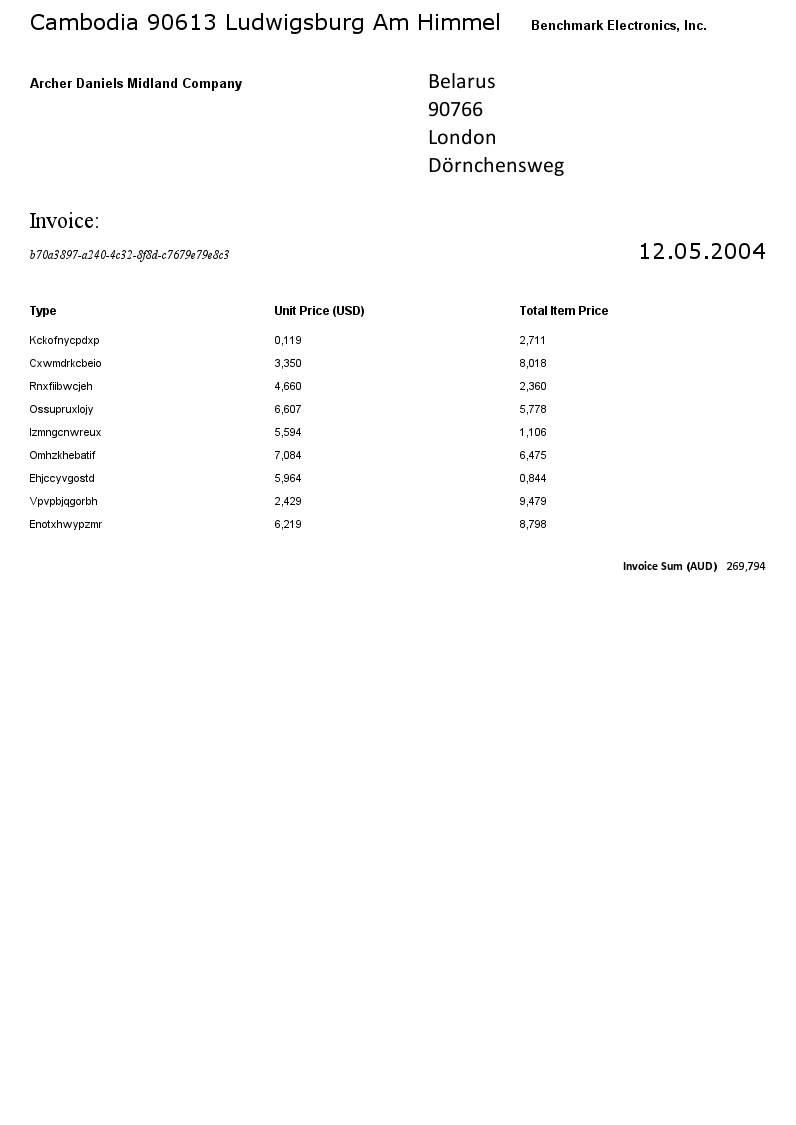 Cambodia 90613 Ludwigsburg Am Himmel Benchmark Electronics, Inc.
Archer Daniels Midland Company
Belarus
90766
London
Dörnchensweg
Invoice:
b70a3897-a240-4c32-8f8d-c7679e79e8c3 12.05.2004
Type Unit Price (USD) Total Item Price
Kckofnycpdxp 0,119 2,711
Cxwmdrkcbeio 3,350 8,018
Rnxfiibwcjeh 4,660 2,360
Ossupruxlojy 6,607 5,778
Izmngcnwreux 5,594 1,106
Omhzkhebatif 7,084 6,475
Ehjccyvgostd 5,964 0,844
Vpvpbjqgorbh 2,429 9,479
Enotxhwypzmr 6,219 8,798
Invoice Sum (AUD) 269,794